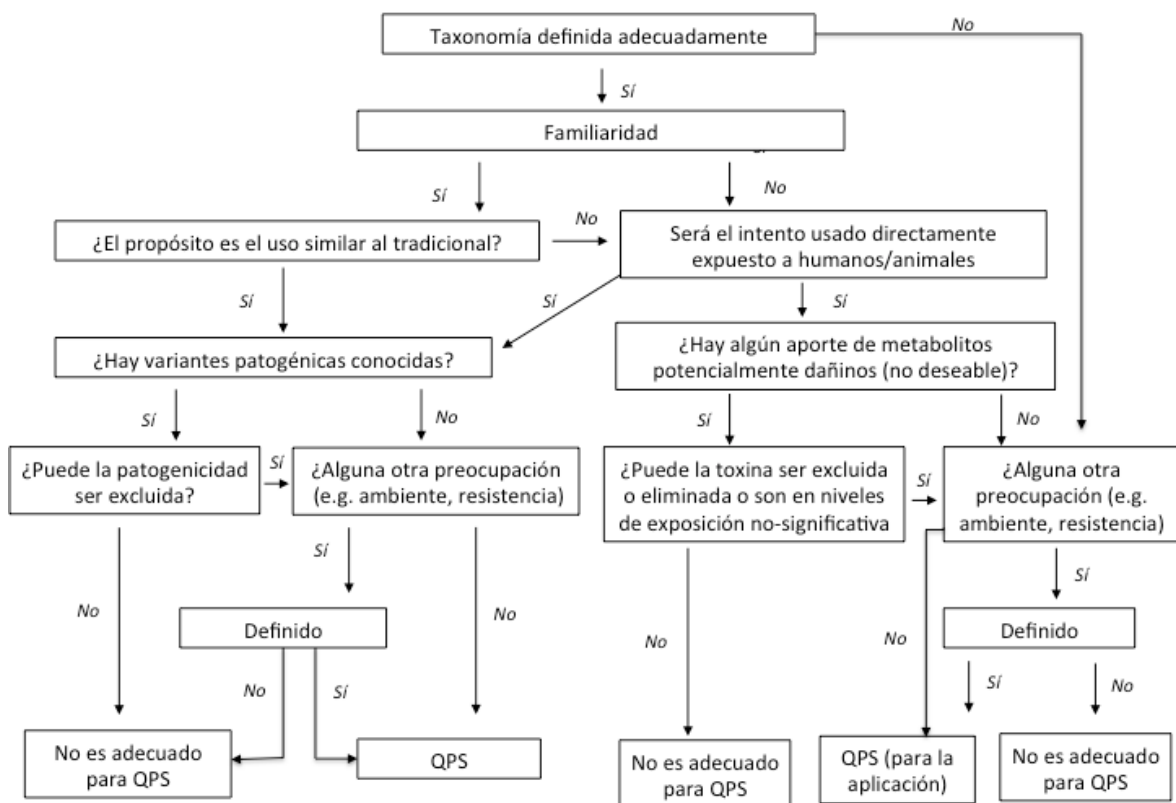 Taxonomía definida adecuadamente
No
Sí
Familiaridad
Sí
No
¿El propósito es el uso similar al tradicional?
No
Será el intento usado directamente
expuesto a humanos/animales
Sí
Sí
Sí
¿Hay variantes patogénicas conocidas?
¿Hay algún aporte de metabolitos
potencialmente dañinos (no deseable)?
Sí
No
Sí
No
¿Puede la patogenicidad
ser excluida?
Sí
¿Alguna otra preocupación
(e.g. ambiente, resistencia)
¿Puede la toxina ser excluida
o eliminada o son en niveles
de exposición no-significativa
Sí
¿Alguna otra
preocupación (e.g.
ambiente, resistencia)
No
Sí
No
No
No
Sí
Definido
Definido
No
Sí
Sí
No
No es adecuado
para QPS
QPS
No es adecuado
para QPS
QPS (para la
aplicación)
No es adecuado
para QPS